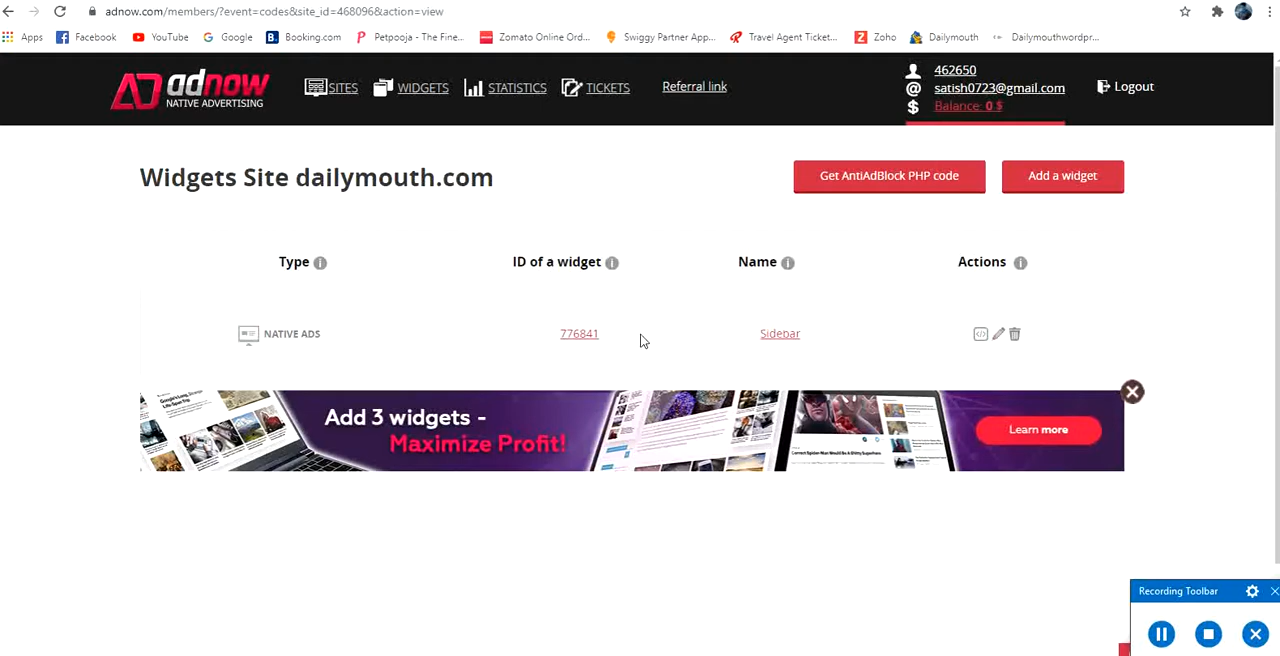 adnow.com/members/?event=codes&site_id=468096&action=view
Apps Facebook YouTube Google Booking.com Petpooja - The Fine... Zomato Online Ord... Swiggy Partner App... Travel Agent Ticket... Zoho Dailymouth Dailymouthwordpr...
adnow
NATIVE ADVERTISING
SITES WIDGETS STATISTICS TICKETS Referral link
462650
satish0723@gmail.com
Balance: 0 $
Logout
Widgets Site dailymouth.com
Get AntiAdBlock PHP code
Add a widget
Type ID of a widget Name Actions
NATIVE ADS 776841 Sidebar
Add 3 widgets -
Maximize Profit!
Learn more
Recording Toolbar